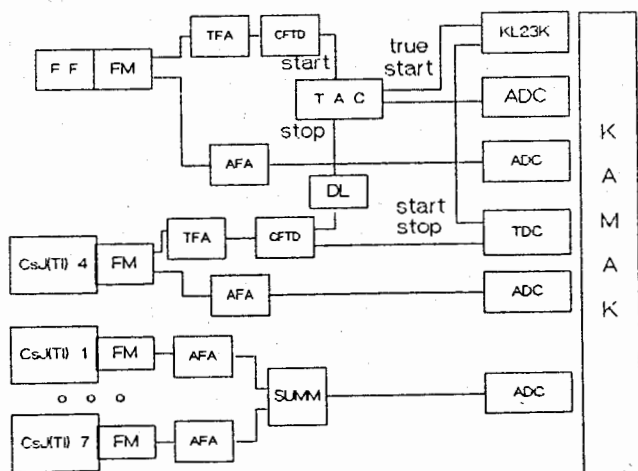 TFA
CFTD
KL23K
start
true
start
F F
FM
T A C
ADC
stop
AFA
ADC
DL
start
stop
TFA
CFTD
TDC
CsJ(Tl) 4
FM
AFA
ADC
CsJ(Tl) 1
FM
AFA
SUMM
ADC
CsJ(Tl) 7
FM
AFA
K
A
M
A
K